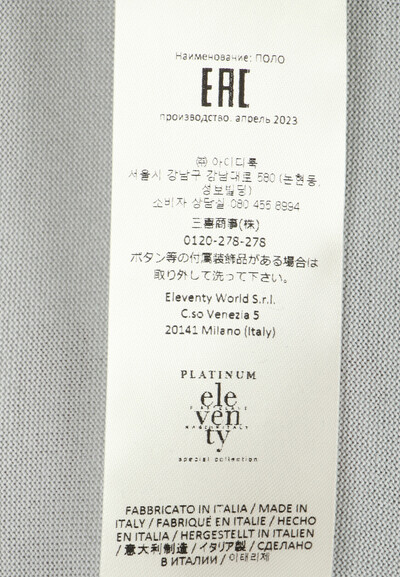 Наименование: ПОЛО
EAC
производство. апрель 2023
㈜ 아이디룩
서울시 강남구 강남대로 580 (논현동,
성보빌딩)
소비자 상담실 080 455 8994
三喜商事(株)
0120-278-278
ボタン等の付属装飾品がある場合は
取り外して洗って下さい。
Eleventy World S.r.l.
C.so Venezia 5
20141 Milano (Italy)
PLATINUM
ele
ven
ty
special collection
FABBRICATO IN ITALIA / MADE IN
ITALY / FABRIQUÉ EN ITALIE / HECHO
EN ITALIA / HERGESTELLT IN ITALIEN
/ 意大利制造 / イタリア製 / СДЕЛАНО
В ИТАЛИИ / 이태리제